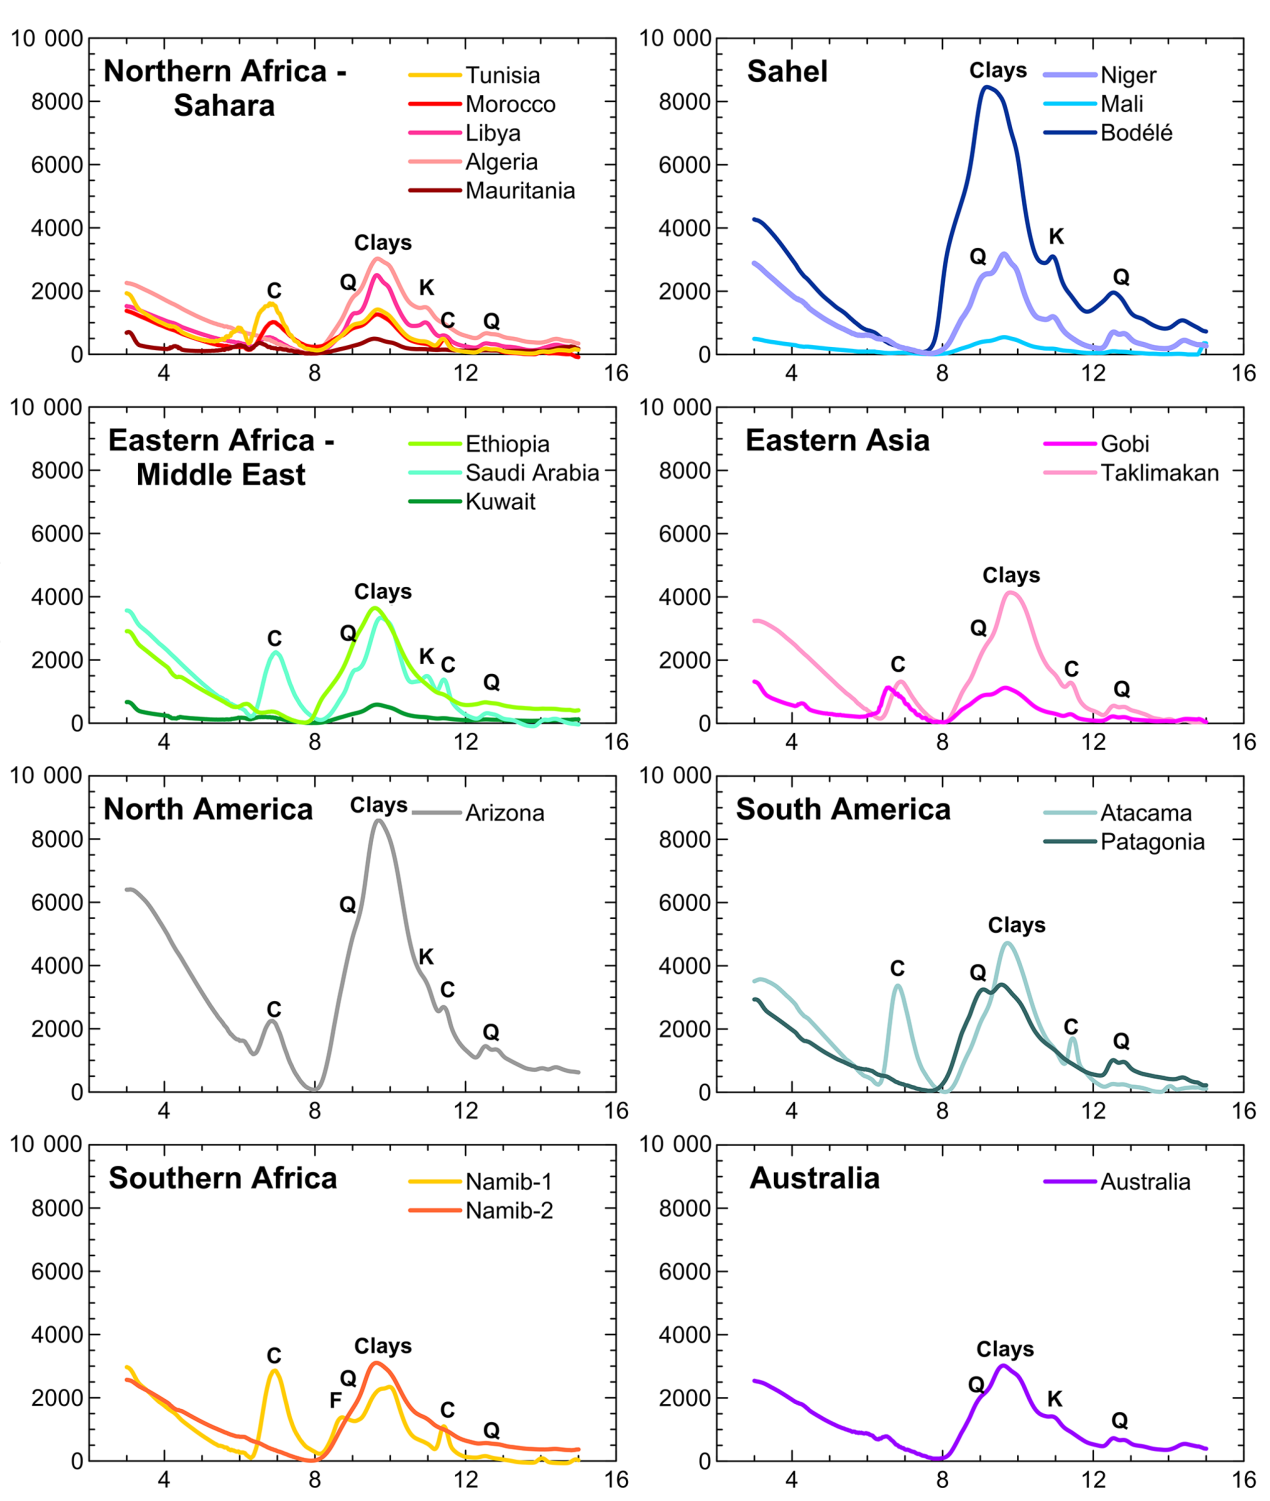 Northern Africa -
Sahara
Tunisia
Morocco
Libya
Algeria
Mauritania
10 000
8000
6000
4000
2000
0
4
8
12
16
C
Q
Clays
K
C
Q
Sahel
Niger
Mali
Bodélé
10 000
8000
6000
4000
2000
0
4
8
12
16
Clays
Q
K
Q
Eastern Africa -
Middle East
Ethiopia
Saudi Arabia
Kuwait
10 000
8000
6000
4000
2000
0
4
8
12
16
C
Q
Clays
K
C
Q
Eastern Asia
Gobi
Taklimakan
10 000
8000
6000
4000
2000
0
4
8
12
16
C
Q
Clays
C
Q
North America
Arizona
10 000
8000
6000
4000
2000
0
4
8
12
16
C
Q
Clays
K
C
Q
South America
Atacama
Patagonia
10 000
8000
6000
4000
2000
0
4
8
12
16
C
Q
Clays
C
Q
Southern Africa
Namib-1
Namib-2
10 000
8000
6000
4000
2000
0
4
8
12
16
C
F
Q
Clays
C
Q
Australia
Australia
10 000
8000
6000
4000
2000
0
4
8
12
16
Q
Clays
K
Q